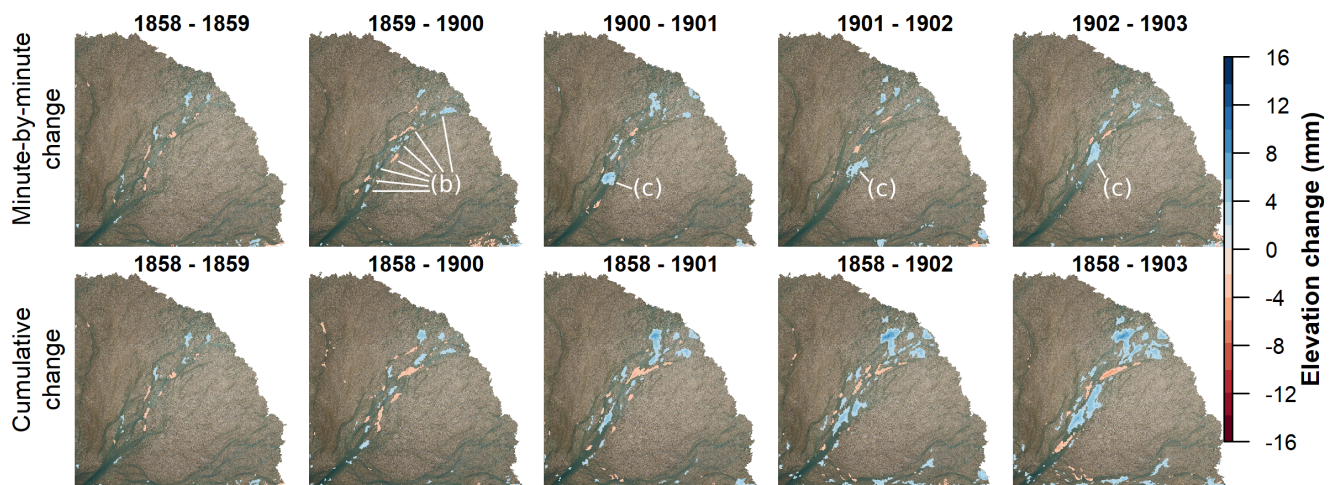 1858 - 1859
1859 - 1900
1900 - 1901
1901 - 1902
1902 - 1903
Minute-by-minute
change
(b)
(c)
(c)
(c)
1858 - 1859
1858 - 1900
1858 - 1901
1858 - 1902
1858 - 1903
Cumulative
change
16
12
8
4
0
-4
-8
-12
-16
Elevation change (mm)